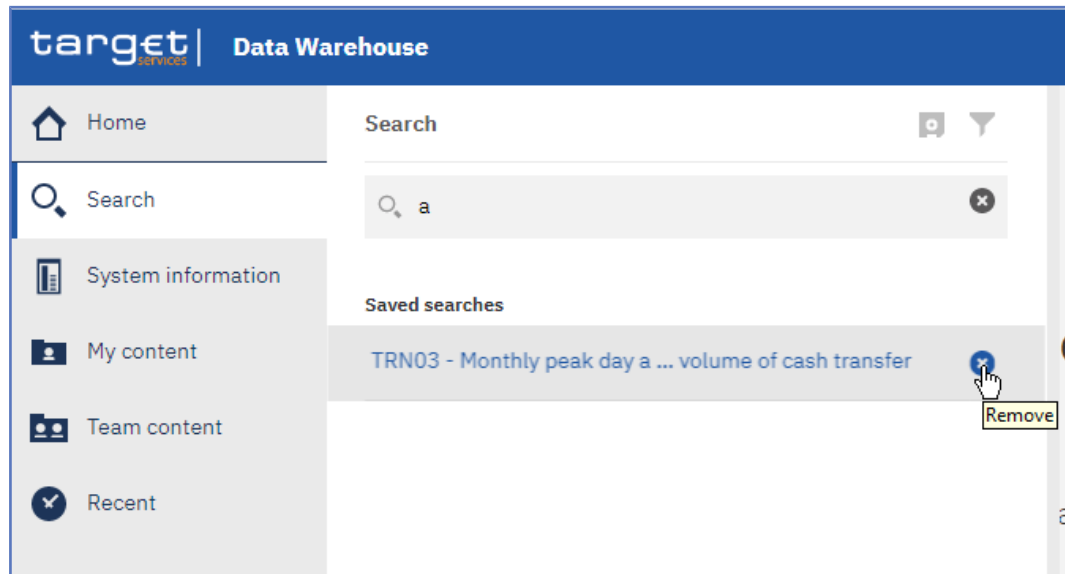 target| Data Warehouse
services
Home
Search
System information
My content
Team content
Recent
Search
a
Saved searches
TRN03 - Monthly peak day a ... volume of cash transfer
Remove